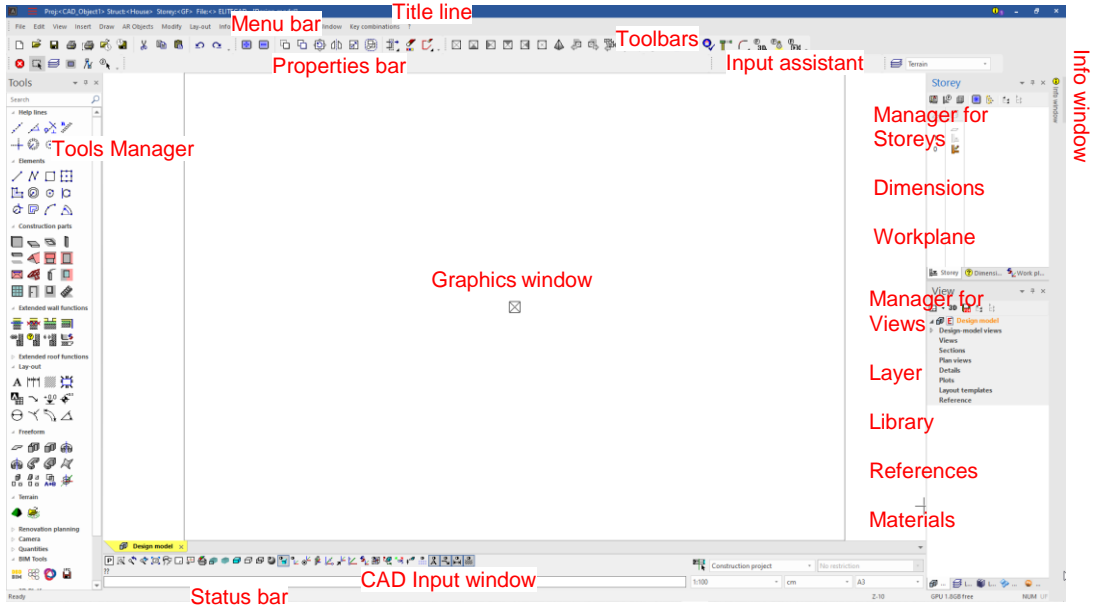 Title line
Proj:<CAD_Object1> Struct:<House> Storey:<GF> File:<> ELITECAD
File Edit View Insert Draw AR Objects Modify Lay-out Window Key combinations ?
Menu bar
Toolbars
Properties bar
Input assistant
Terrain
Info window
Info window
Tools
Search
Help lines
Tools Manager
Elements
Construction parts
Extended wall functions
Extended roof functions
Lay-out
Freeform
Terrain
Renovation planning
Camera
Quantities
BIM Tools
Graphics window
Storey
Manager for
Storeys
Dimensions
Workplane
Storey Dimensi... Work pl...
View
Manager for
Views
Design model
Design-model views
Views
Sections
Plan views
Details
Plots
Layout templates
Reference
Layer
Library
References
Materials
Design model
??
CAD Input window
Construction project No restriction
1:100 cm A3
Status bar
Ready Z-10 GPU 1.8GB free NUM UF